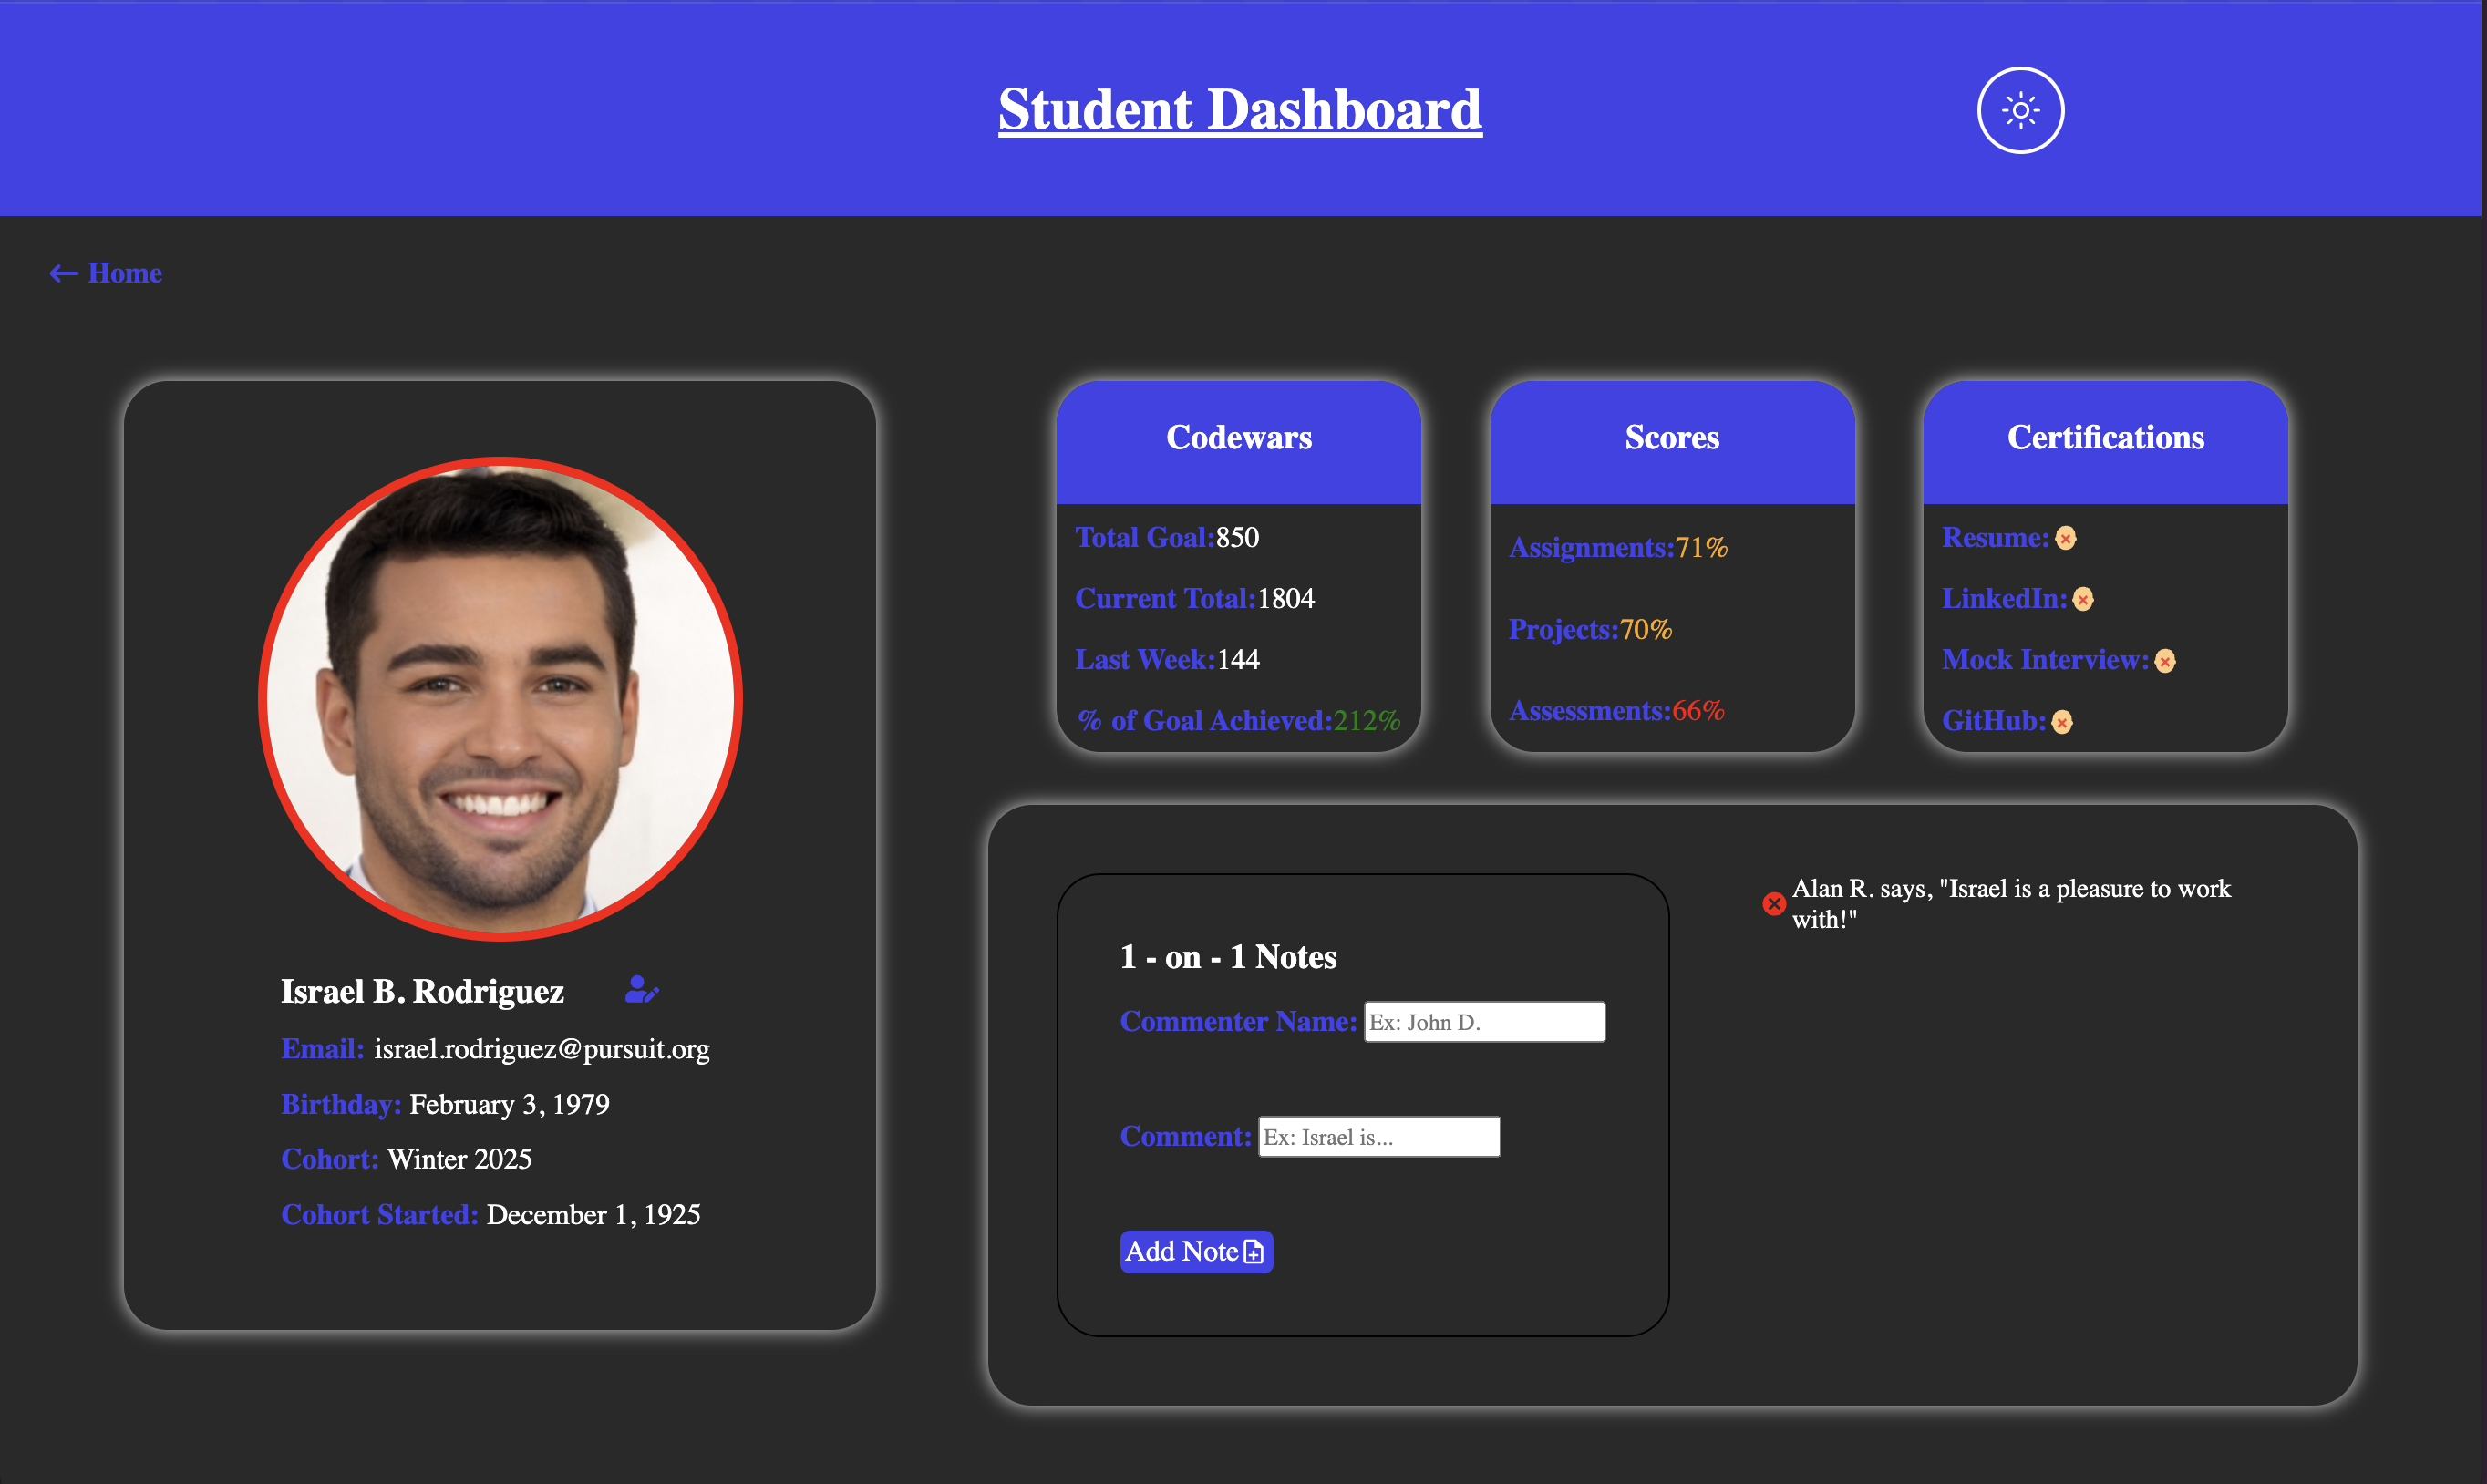 Student Dashboard
Home
Israel B. Rodriguez
Email: israel.rodriguez@pursuit.org
Birthday: February 3, 1979
Cohort: Winter 2025
Cohort Started: December 1, 1925
Codewars
Total Goal:850
Current Total:1804
Last Week:144
% of Goal Achieved:212%
Scores
Assignments:71%
Projects:70%
Assessments:66%
Certifications
Resume:
LinkedIn:
Mock Interview:
GitHub:
1 - on - 1 Notes
Commenter Name: Ex: John D.
Comment: Ex: Israel is...
Add Note
Alan R. says, "Israel is a pleasure to work
with!"